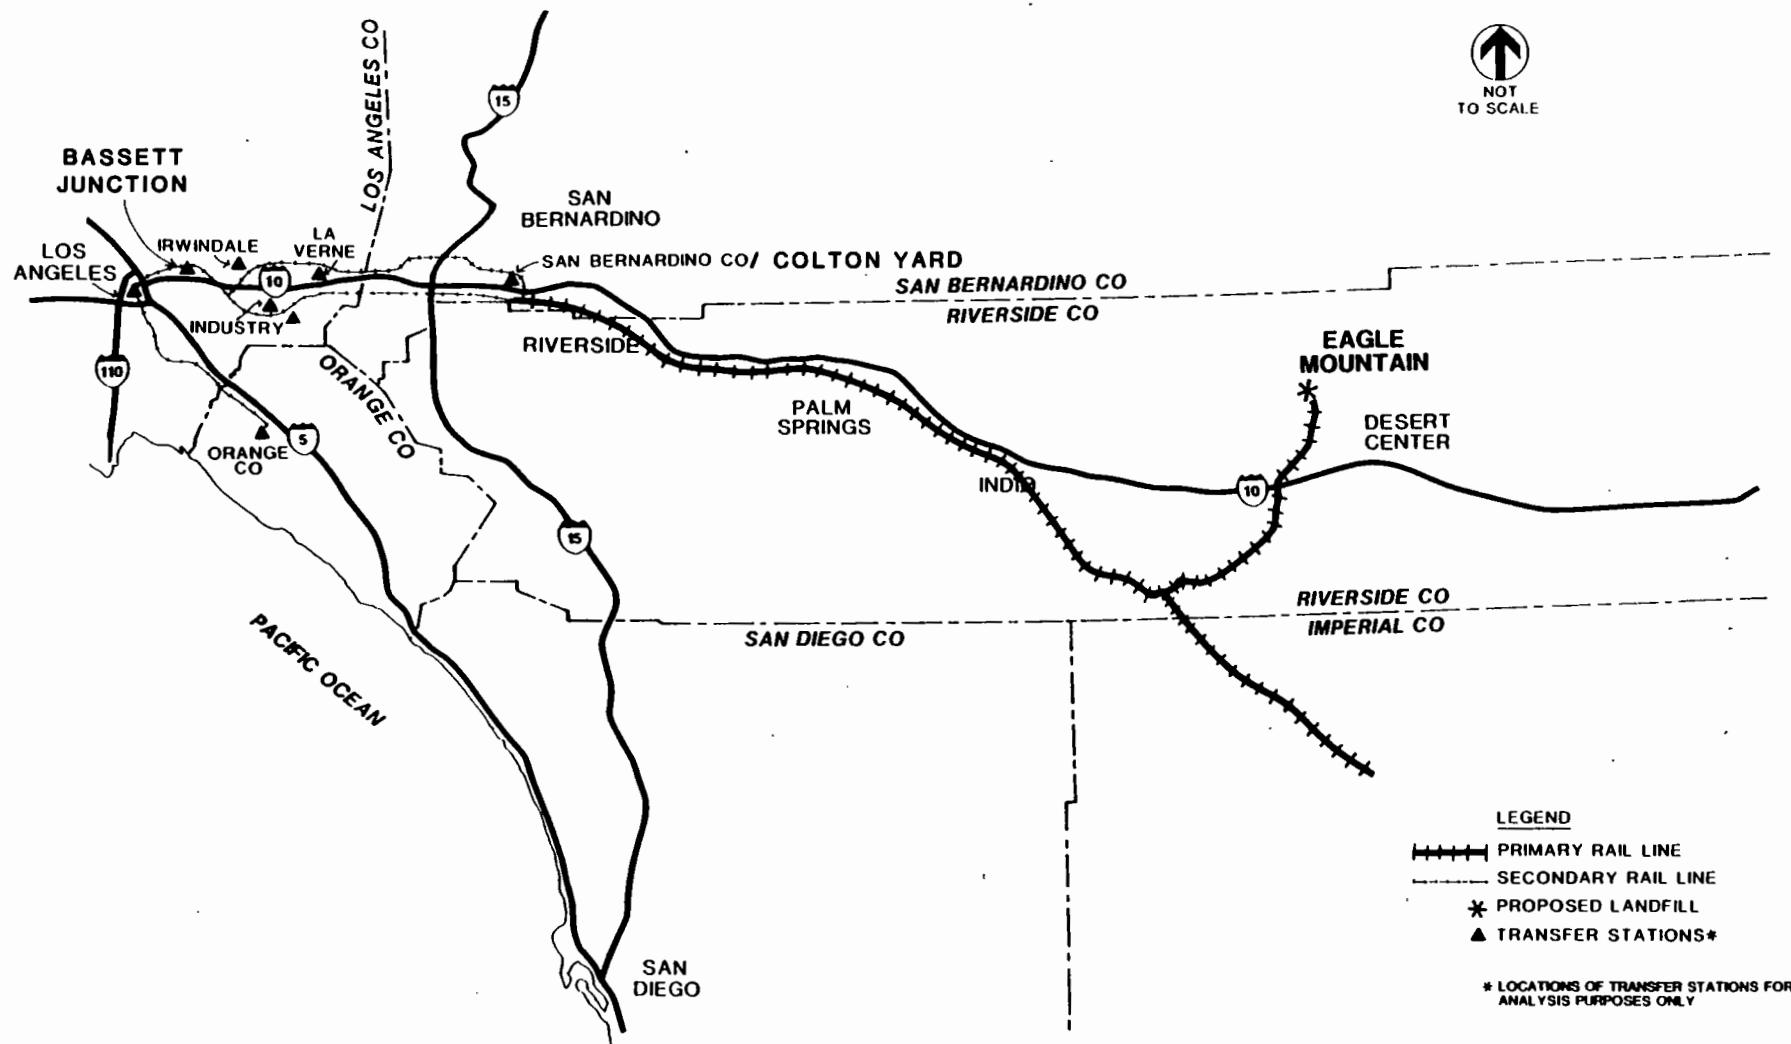 NOT
TO SCALE
LOS ANGELES CO
15
BASSETT
JUNCTION
SAN
BERNARDINO
LOS
ANGELES
IRWINDALE
LA
VERNE
10
SAN BERNARDINO CO/ COLTON YARD
SAN BERNARDINO CO
RIVERSIDE CO
INDUSTRY
RIVERSIDE
EAGLE
MOUNTAIN
110
ORANGE CO
PALM
SPRINGS
DESERT
CENTER
ORANGE
CO
5
INDIO
10
15
RIVERSIDE CO
IMPERIAL CO
SAN DIEGO CO
PACIFIC OCEAN
SAN
DIEGO
LEGEND
PRIMARY RAIL LINE
SECONDARY RAIL LINE
PROPOSED LANDFILL
TRANSFER STATIONS*
* LOCATIONS OF TRANSFER STATIONS FOR
ANALYSIS PURPOSES ONLY